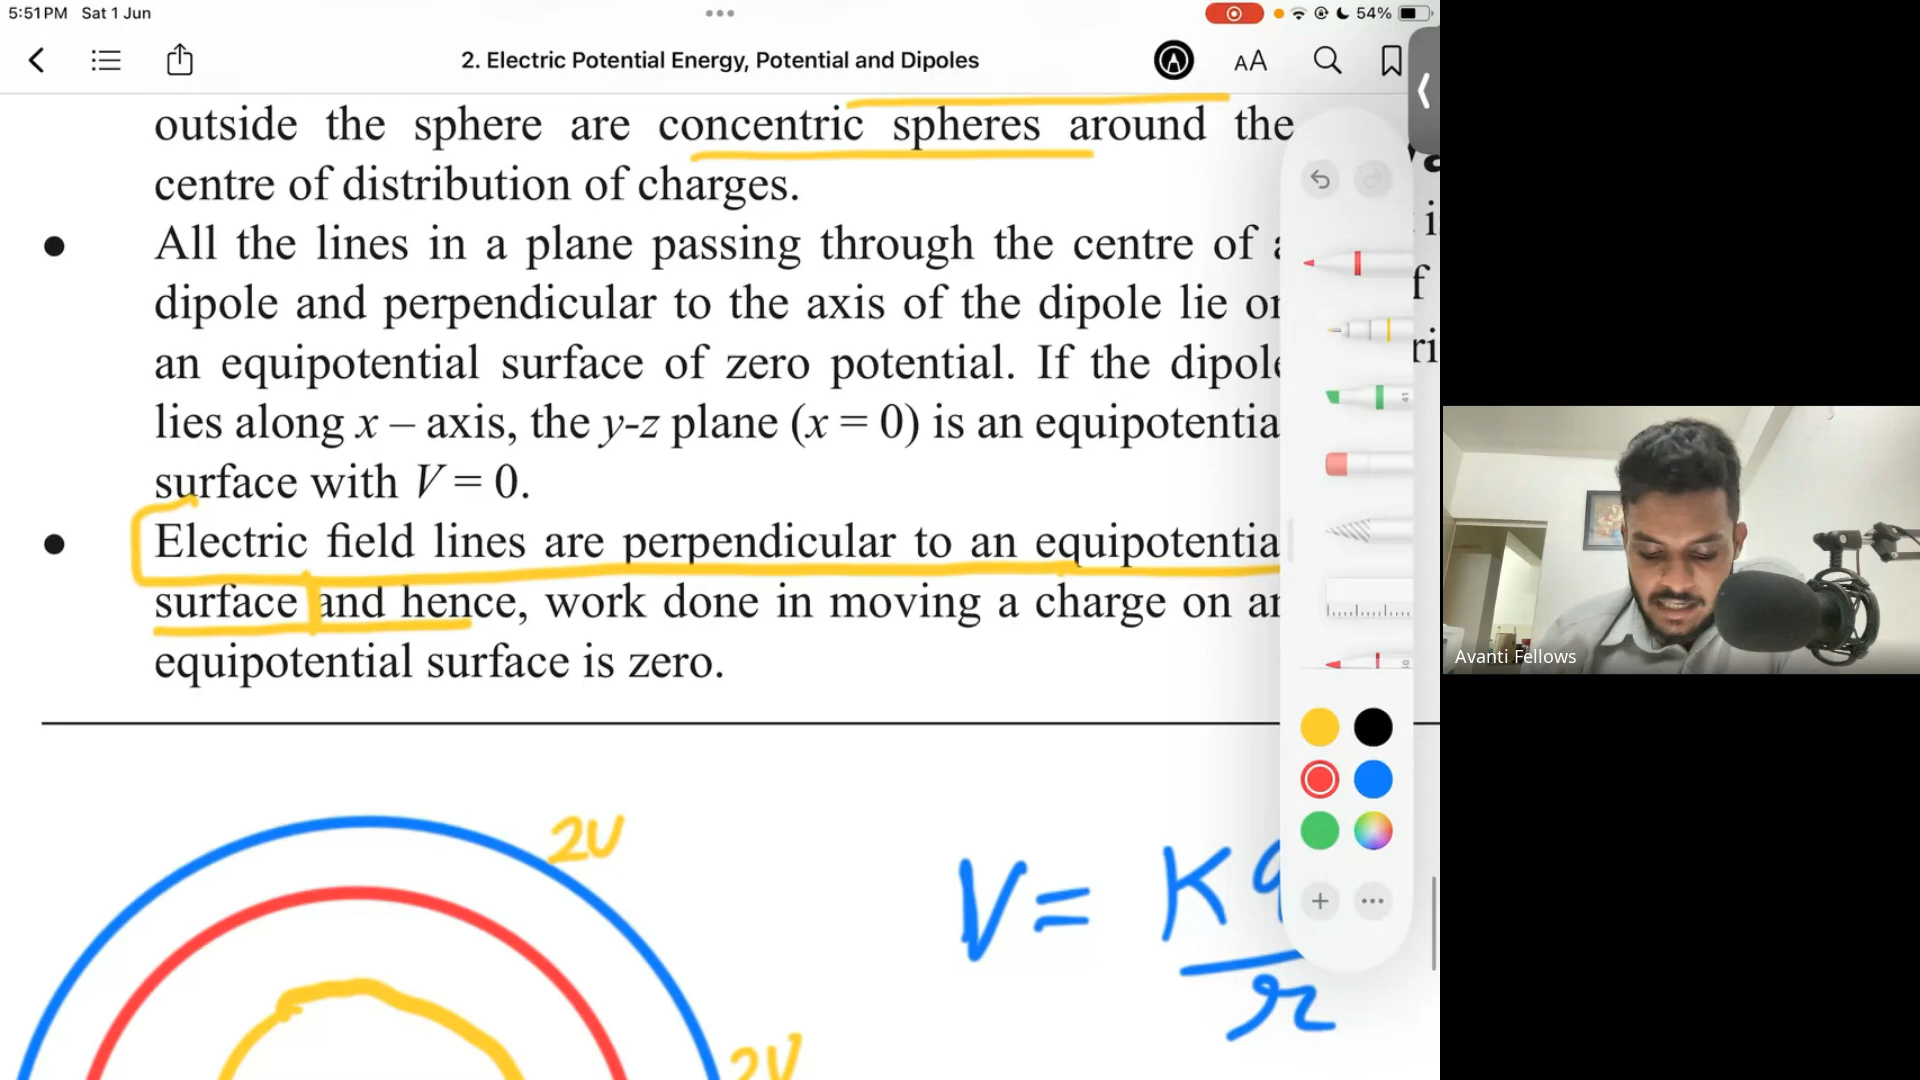 5:51 PM Sat 1 Jun
54%
2. Electric Potential Energy, Potential and Dipoles
AA
outside the sphere are concentric spheres around the
centre of distribution of charges.
All the lines in a plane passing through the centre of
dipole and perpendicular to the axis of the dipole lie
an equipotential surface of zero potential. If the
lies along x – axis, the y-z plane (x = 0) is an
surface with V = 0.
Electric field lines are perpendicular to an
surface and hence, work done in moving a charge on
equipotential surface is zero.
Avanti Fellows
2V
V = K
r
2V